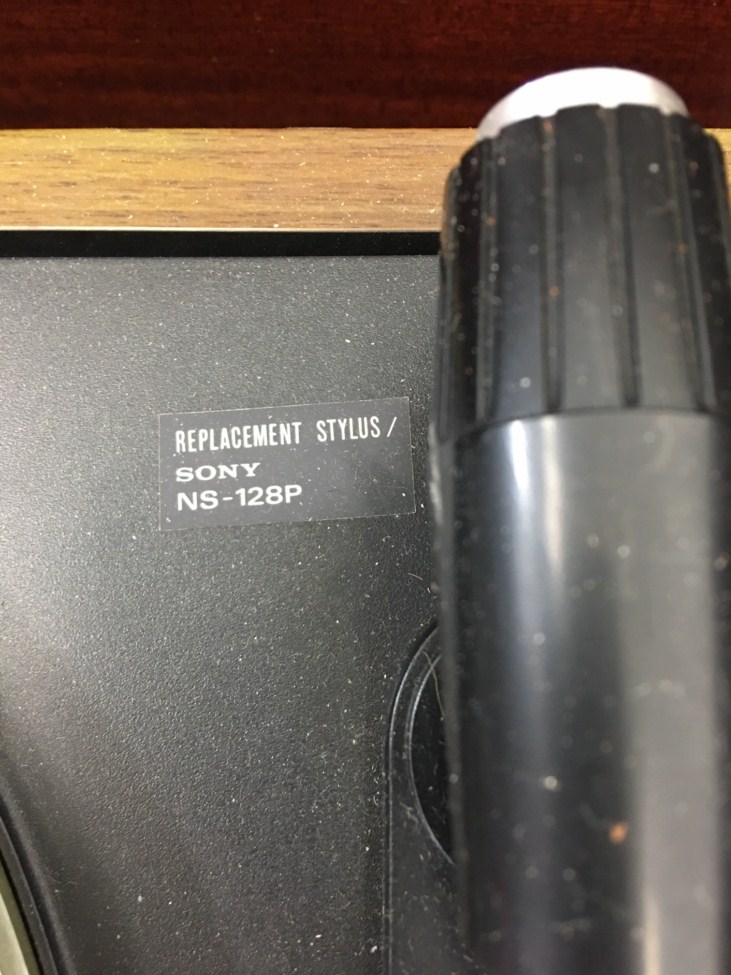 REPLACEMENT STYLUS /
SONY
NS-128P